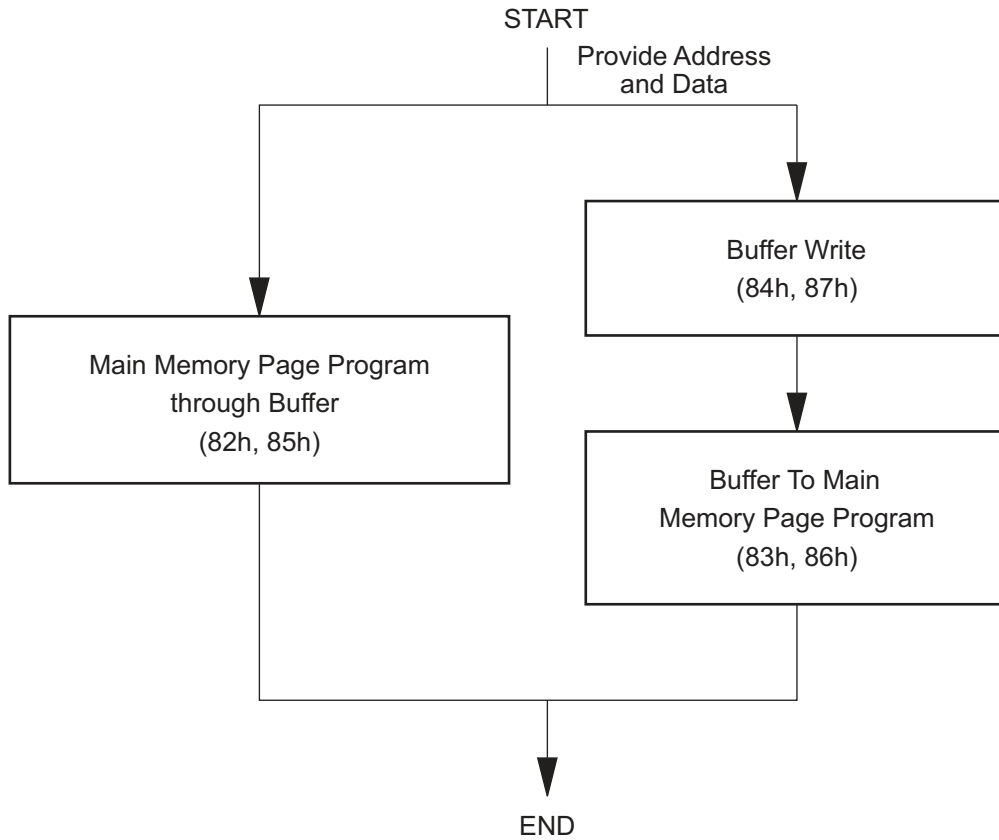 START
Provide Address
and Data
Buffer Write
(84h, 87h)
Main Memory Page Program
through Buffer
(82h, 85h)
Buffer To Main
Memory Page Program
(83h, 86h)
END